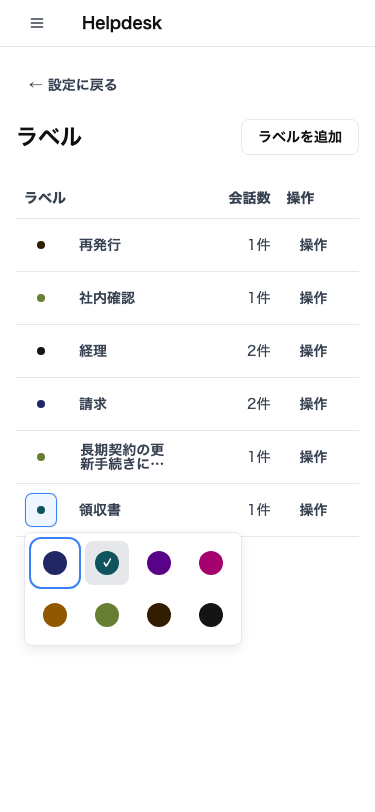 Helpdesk
← 設定に戻る
ラベル
ラベルを追加
ラベル 会話数 操作
再発行 1件 操作
社内確認 1件 操作
経理 2件 操作
請求 2件 操作
長期契約の更
新手続きに… 1件 操作
領収書 1件 操作